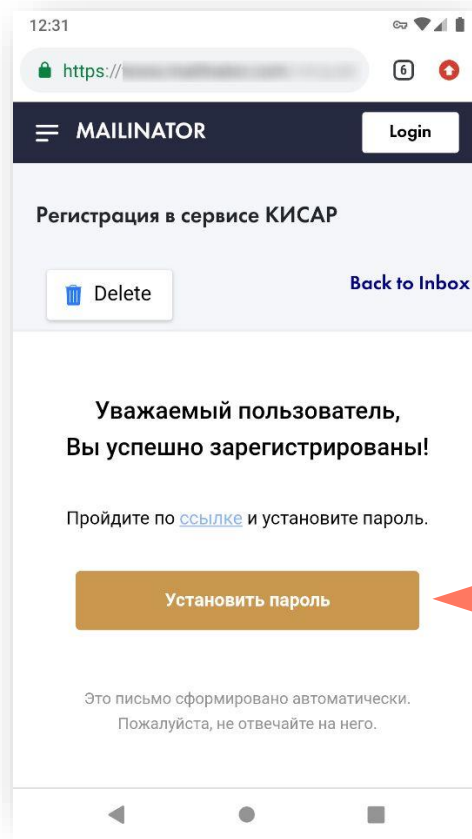 12:31
https://
6
MAILINATOR
Login
Регистрация в сервисе КИСАР
Delete
Back to Inbox
Уважаемый пользователь,
Вы успешно зарегистрированы!
Пройдите по ссылке и установите пароль.
Установить пароль
Это письмо сформировано автоматически.
Пожалуйста, не отвечайте на него.